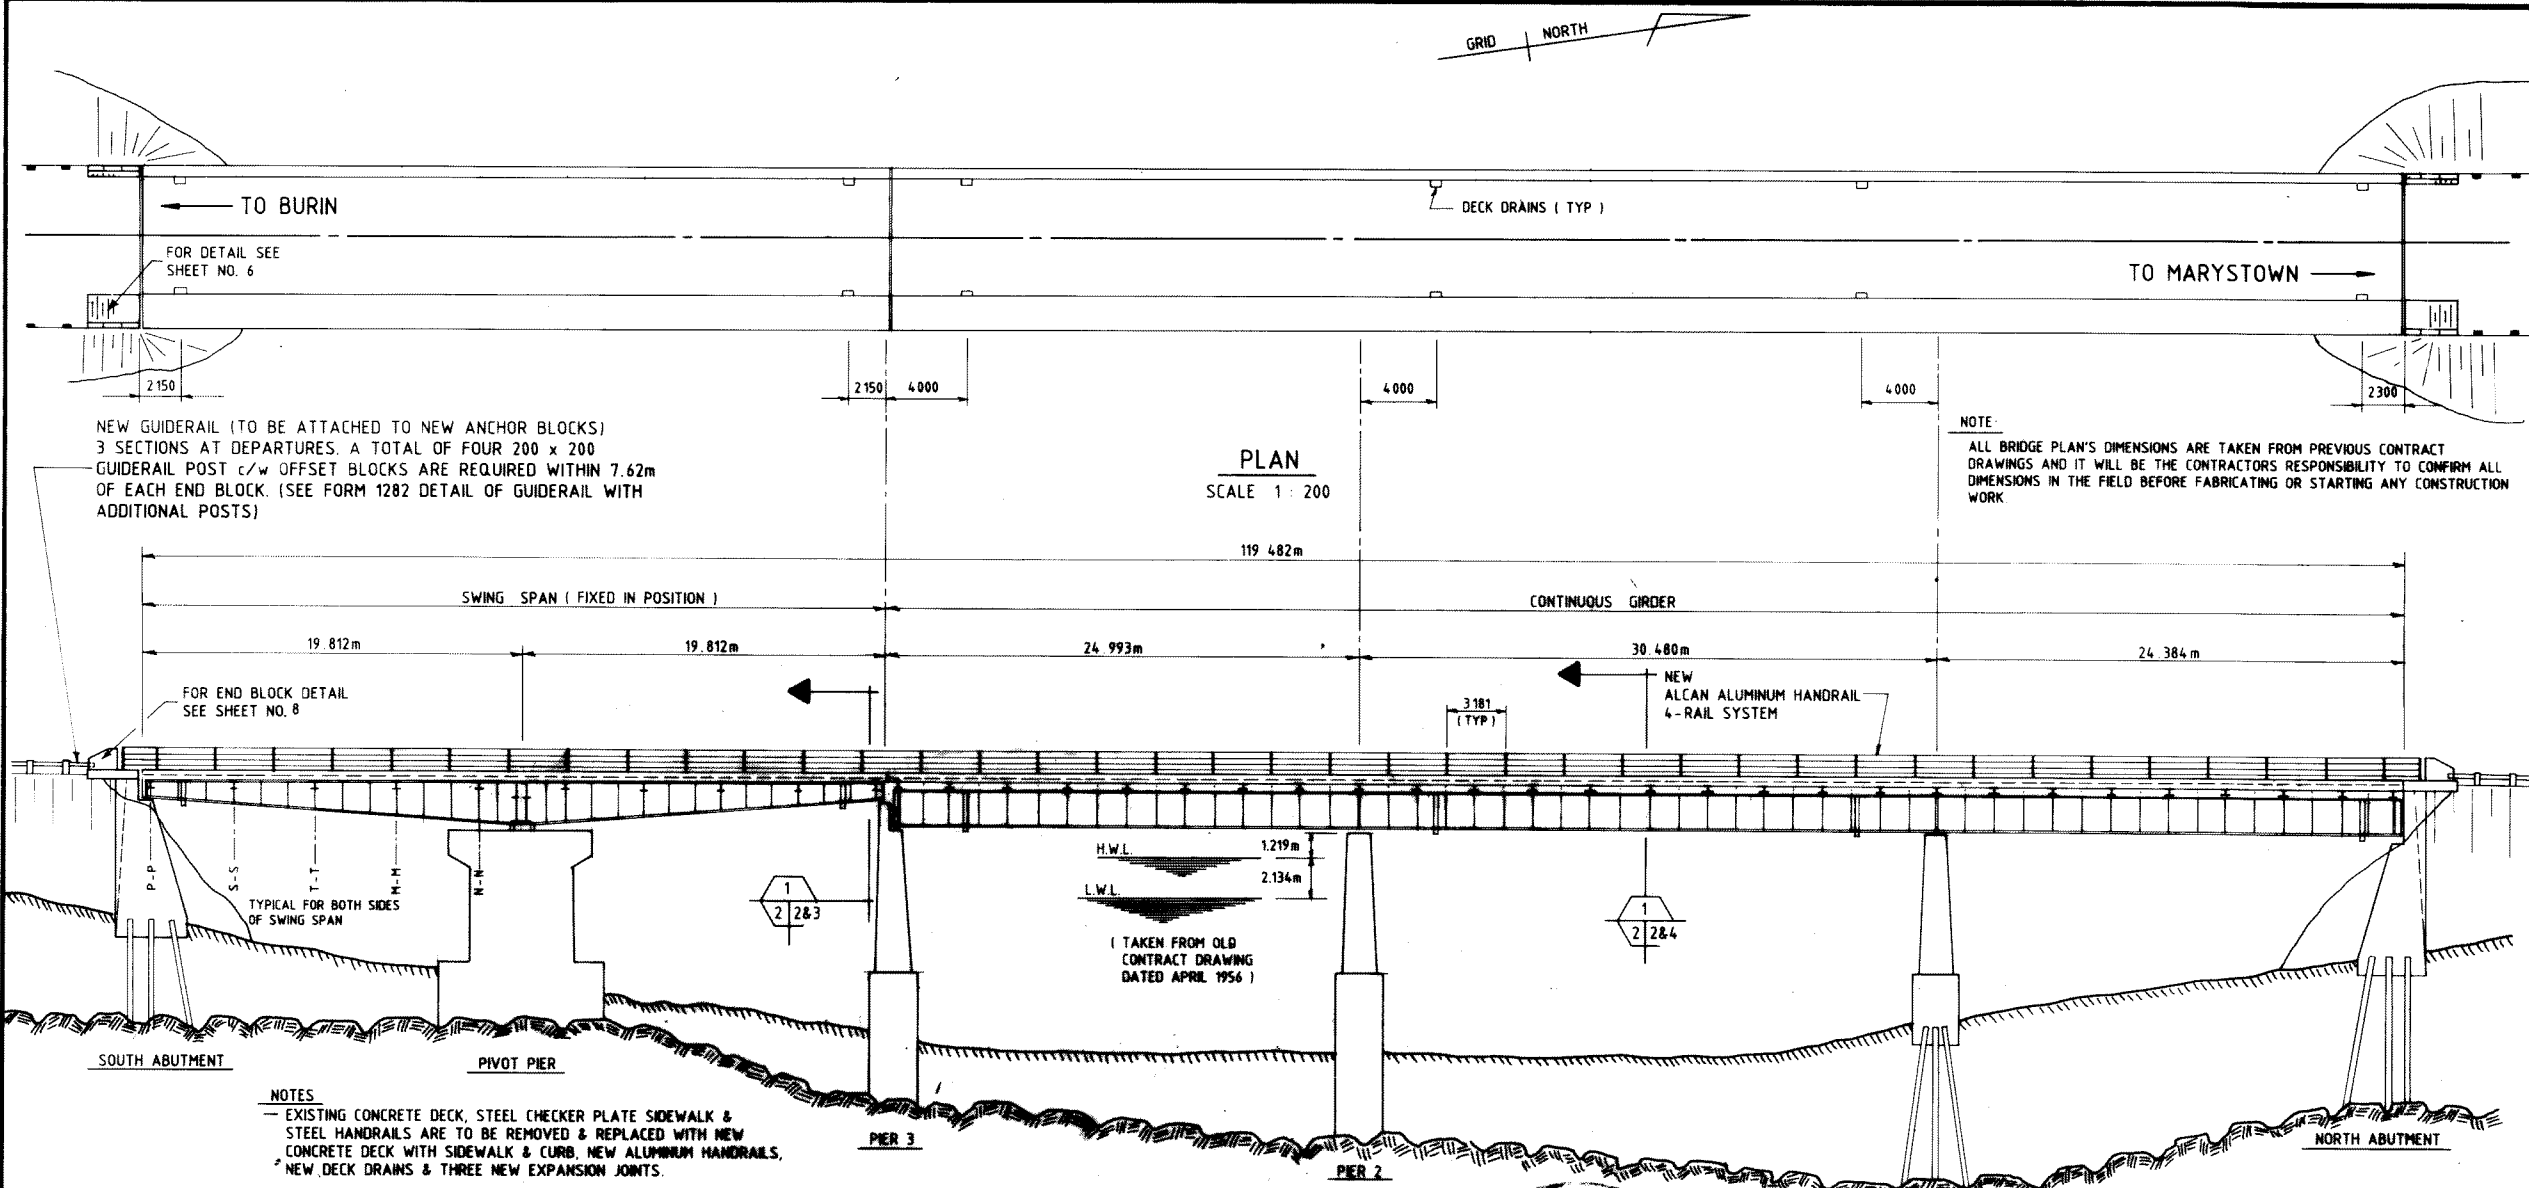 GRID NORTH
TO BURIN
DECK DRAINS ( TYP )
FOR DETAIL SEE
SHEET NO. 6
TO MARYSTOWN
2150
2150
4000
4000
4000
2300
NEW GUIDERAIL (TO BE ATTACHED TO NEW ANCHOR BLOCKS)
3 SECTIONS AT DEPARTURES. A TOTAL OF FOUR 200 x 200
GUIDERAIL POST c/w OFFSET BLOCKS ARE REQUIRED WITHIN 7.62m
OF EACH END BLOCK. (SEE FORM 1282 DETAIL OF GUIDERAIL WITH
ADDITIONAL POSTS)
PLAN
SCALE 1 : 200
NOTE:
ALL BRIDGE PLAN'S DIMENSIONS ARE TAKEN FROM PREVIOUS CONTRACT
DRAWINGS AND IT WILL BE THE CONTRACTORS RESPONSIBILITY TO CONFIRM ALL
DIMENSIONS IN THE FIELD BEFORE FABRICATING OR STARTING ANY CONSTRUCTION
WORK
119 482m
SWING SPAN ( FIXED IN POSITION )
CONTINUOUS GIRDER
19.812m
19.812m
24.993m
30.480m
24.384m
FOR END BLOCK DETAIL
SEE SHEET NO. 8
3181
( TYP )
NEW
ALCAN ALUMINUM HANDRAIL
4-RAIL SYSTEM
P-P
S-S
T-T
M-M
N-N
TYPICAL FOR BOTH SIDES
OF SWING SPAN
1
2 2&3
H.W.L.
1.219m
L.W.L.
2.134m
( TAKEN FROM OLD
CONTRACT DRAWING
DATED APRIL 1956 )
1
2 2&4
SOUTH ABUTMENT
PIVOT PIER
PIER 3
PIER 2
NORTH ABUTMENT
NOTES
— EXISTING CONCRETE DECK, STEEL CHECKER PLATE SIDEWALK &
STEEL HANDRAILS ARE TO BE REMOVED & REPLACED WITH NEW
CONCRETE DECK WITH SIDEWALK & CURB, NEW ALUMINUM HANDRAILS,
NEW DECK DRAINS & THREE NEW EXPANSION JOINTS.